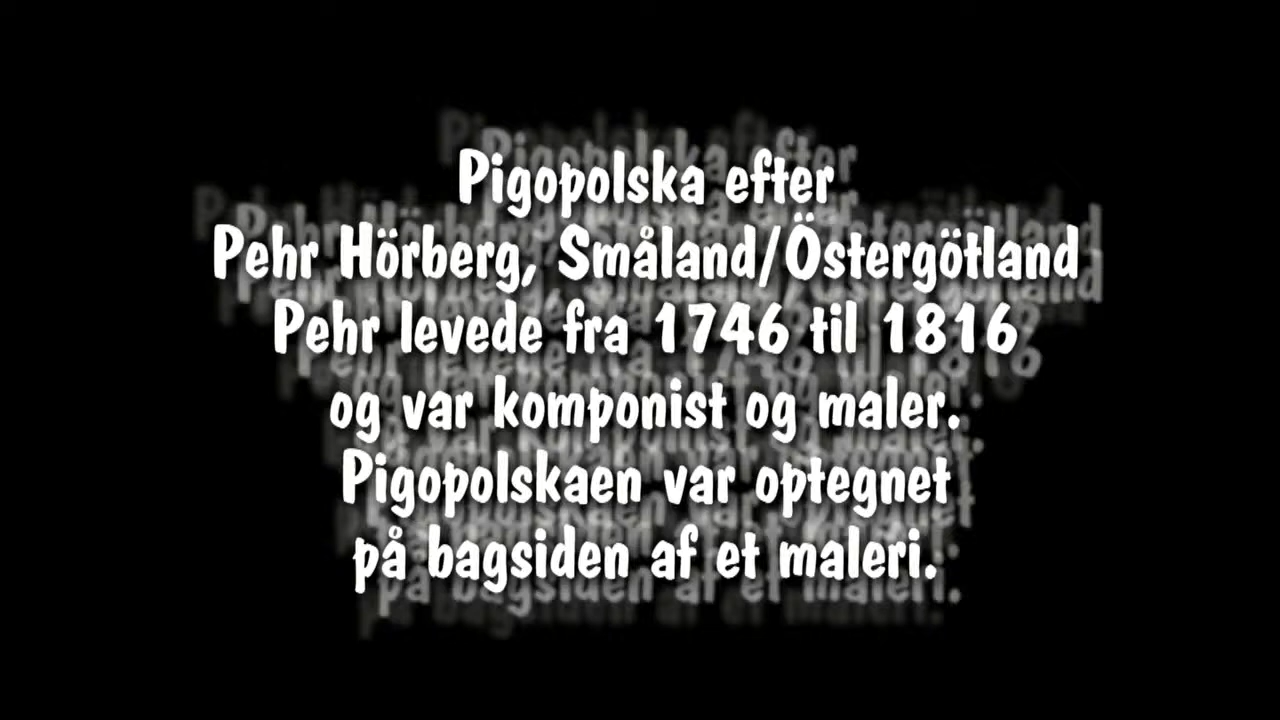 Pigopolska efter
Pehr Hörberg, Småland/Östergötland
Pehr levede fra 1746 til 1816
og var komponist og maler.
Pigopolskaen var optegnet
på bagsiden af et maleri.